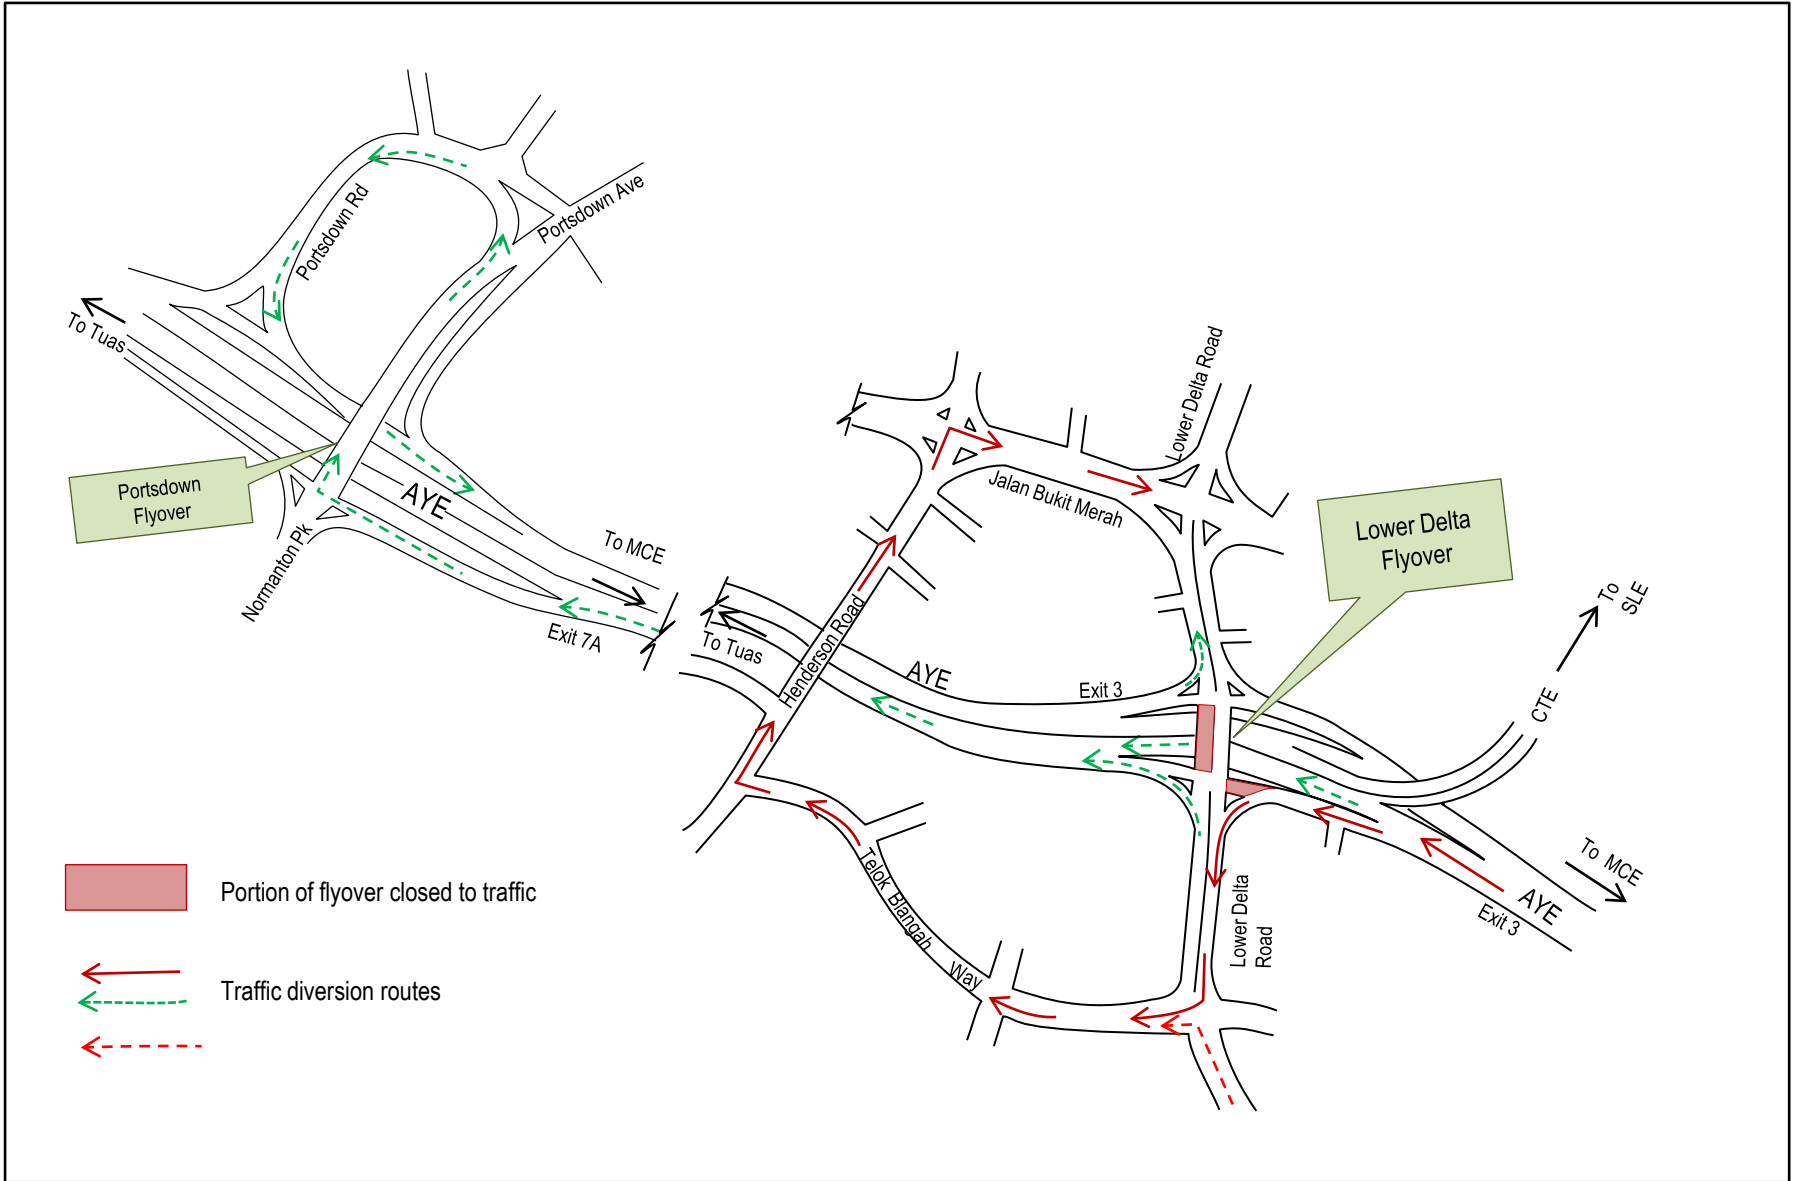 Portsdown Rd
Portsdown Ave
To Tuas
Portsdown
Flyover
AYE
Normanton Pk
To MCE
Exit 7A
To Tuas
Henderson Road
AYE
Exit 3
Jalan Bukit Merah
Lower Delta Road
Lower Delta
Flyover
To
SLE
CTE
To MCE
AYE
Exit 3
Telok Blangah
Way
Lower Delta
Road
Portion of flyover closed to traffic
Traffic diversion routes